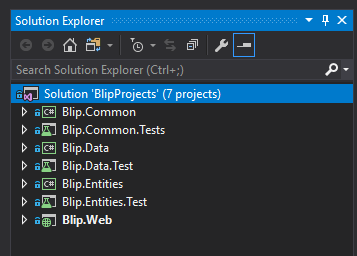 Solution Explorer
Search Solution Explorer (Ctrl+;)
Solution 'BlipProjects' (7 projects)
C# Blip.Common
Blip.Common.Tests
C# Blip.Data
Blip.Data.Test
C# Blip.Entities
Blip.Entities.Test
Blip.Web